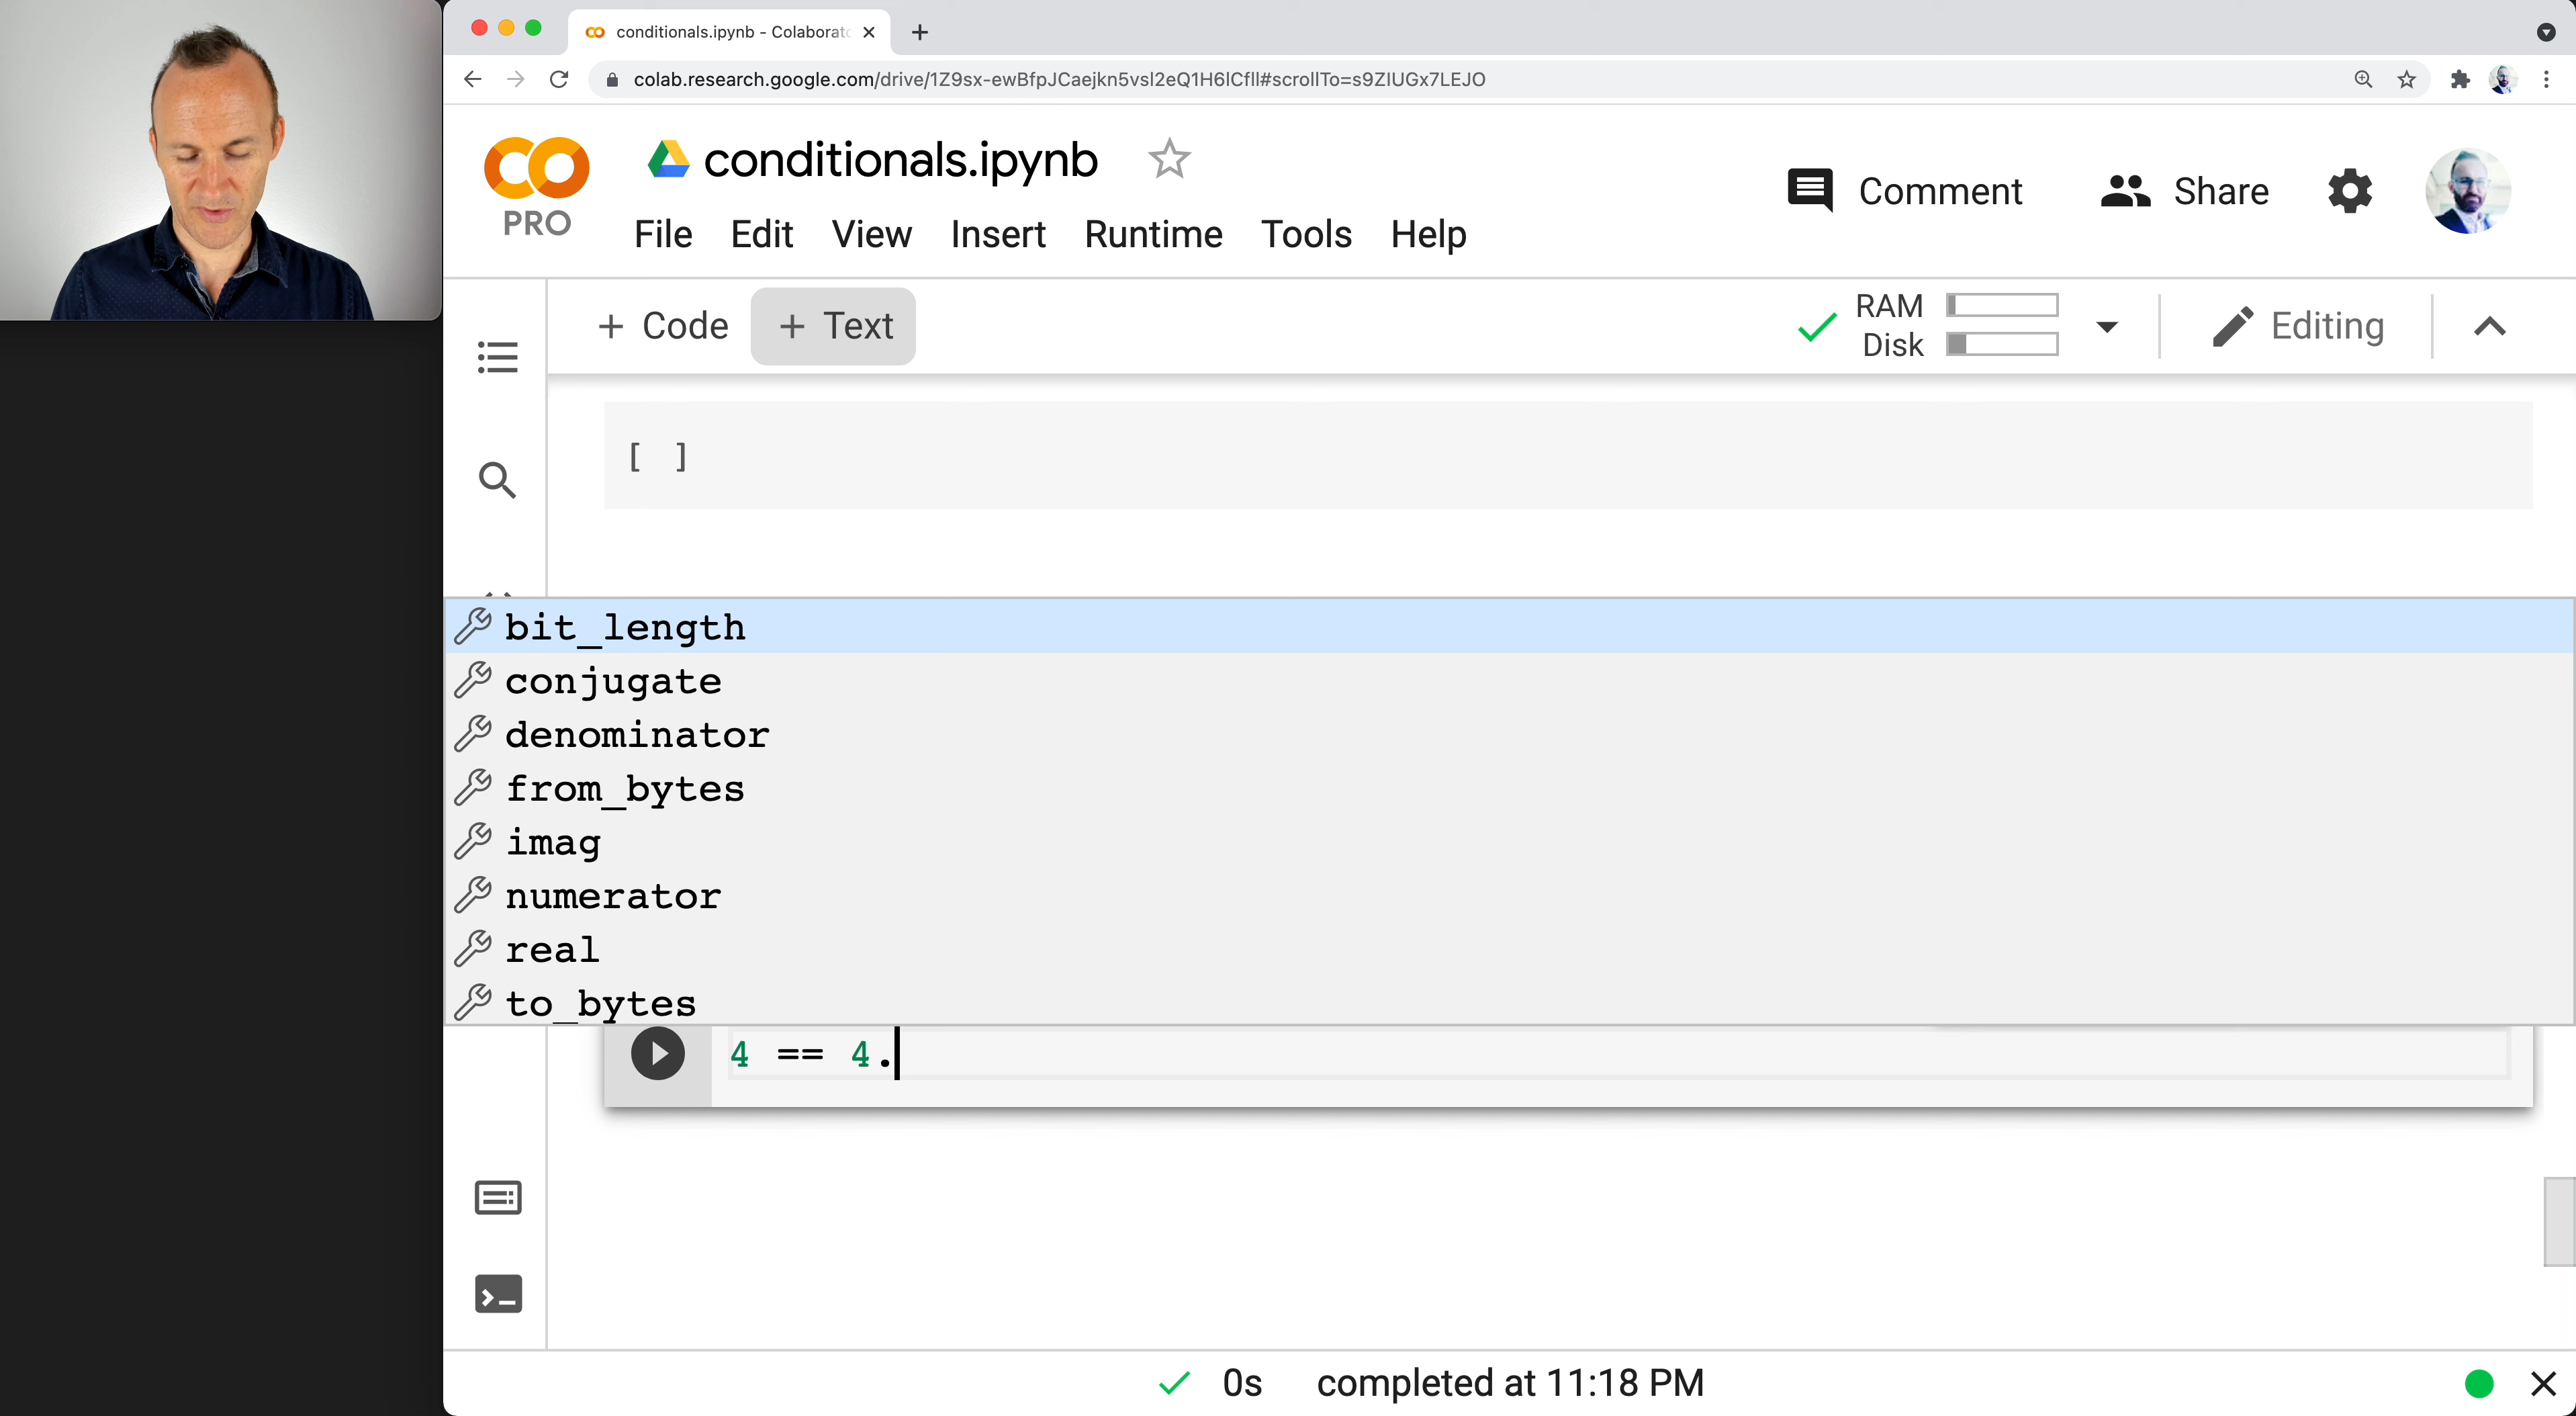 conditionals.ipynb - Colaborato
colab.research.google.com/drive/1Z9sx-ewBfpJCaejkn5vsl2eQ1H6lCfll#scrollTo=s9ZIUGx7LEJO
PRO
conditionals.ipynb
Comment
Share
File Edit View Insert Runtime Tools Help
+ Code
+ Text
RAM
Disk
Editing
[ ]
bit_length
conjugate
denominator
from_bytes
imag
numerator
real
to_bytes
4 == 4.
0s completed at 11:18 PM